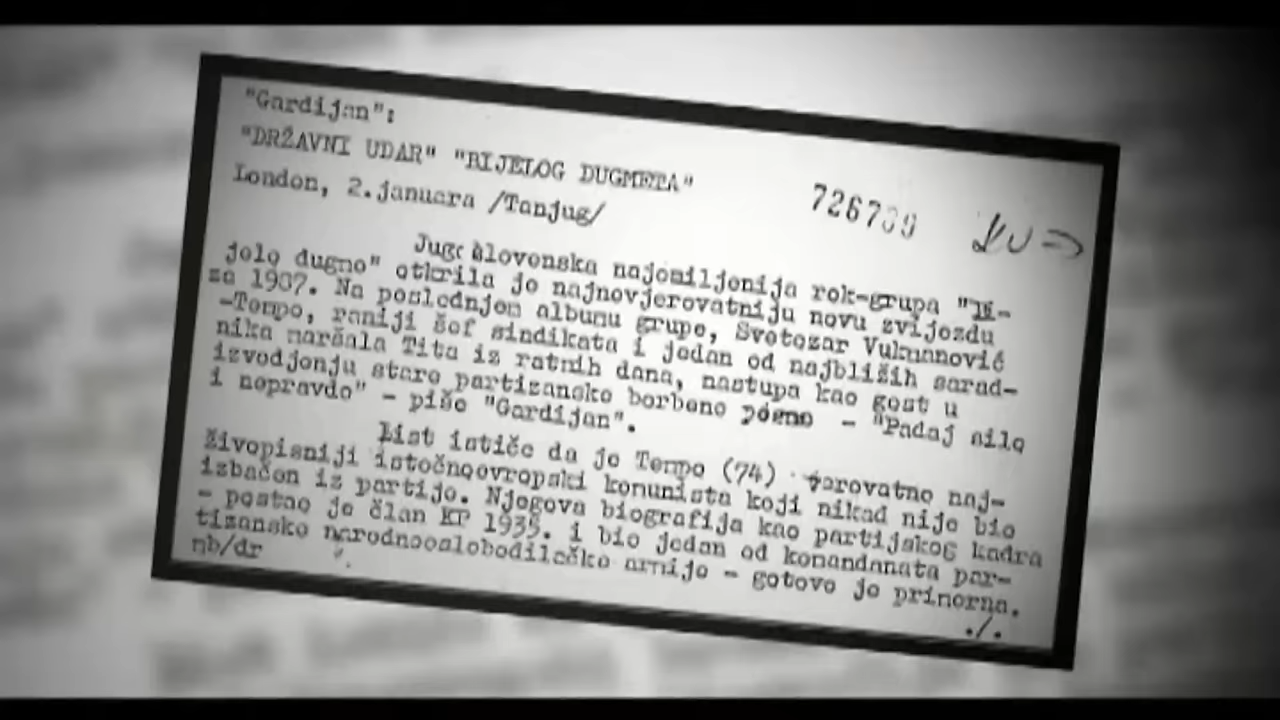 "Gardijan":
"DRŽAVNI UDAR" "BIJELOG DUGMETA"
London, 2.januara /Tanjug/
Jugoslovenska najomiljenija rok-grupa "Bi-
jelo dugme" otkrila je najnevjerovatniju novu zvijezdu
za 1987. Na poslednjem albumu grupe, Svetozar Vukmanović
-Tempo, raniji šef sindikata i jedan od najbližih sarad-
nika maršala Tita iz ratnih dana, nastupa kao gost u
izvodjenju stare partizanske borbene pesme - "Padaj silo
i nepravdo" - piše "Gardijan".
List ističe da je Tempo (74) verovatno naj-
živopisniji istočnoevropski komunista koji nikad nije bio
izbačen iz partije. Njegova biografija kao partijskog kadra
- postao je član KP 1935. i bio jedan od komandanata par-
tizanske narodnooslobodilačke armije - gotovo je primerna.
mb/dr
./.